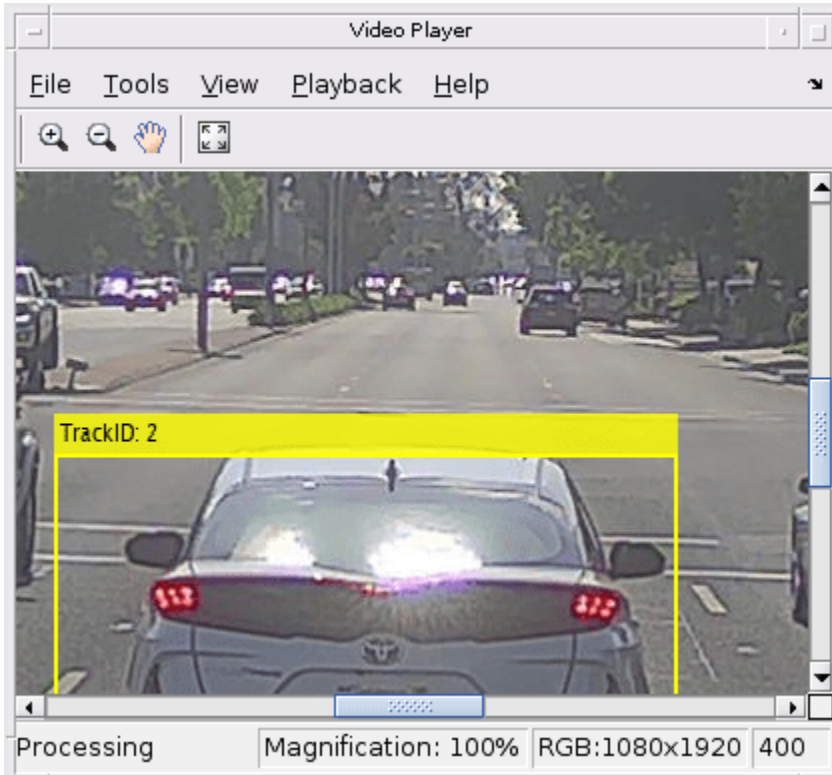 Video Player
File Tools View Playback Help
TrackID: 2
Processing Magnification: 100% RGB:1080x1920 400